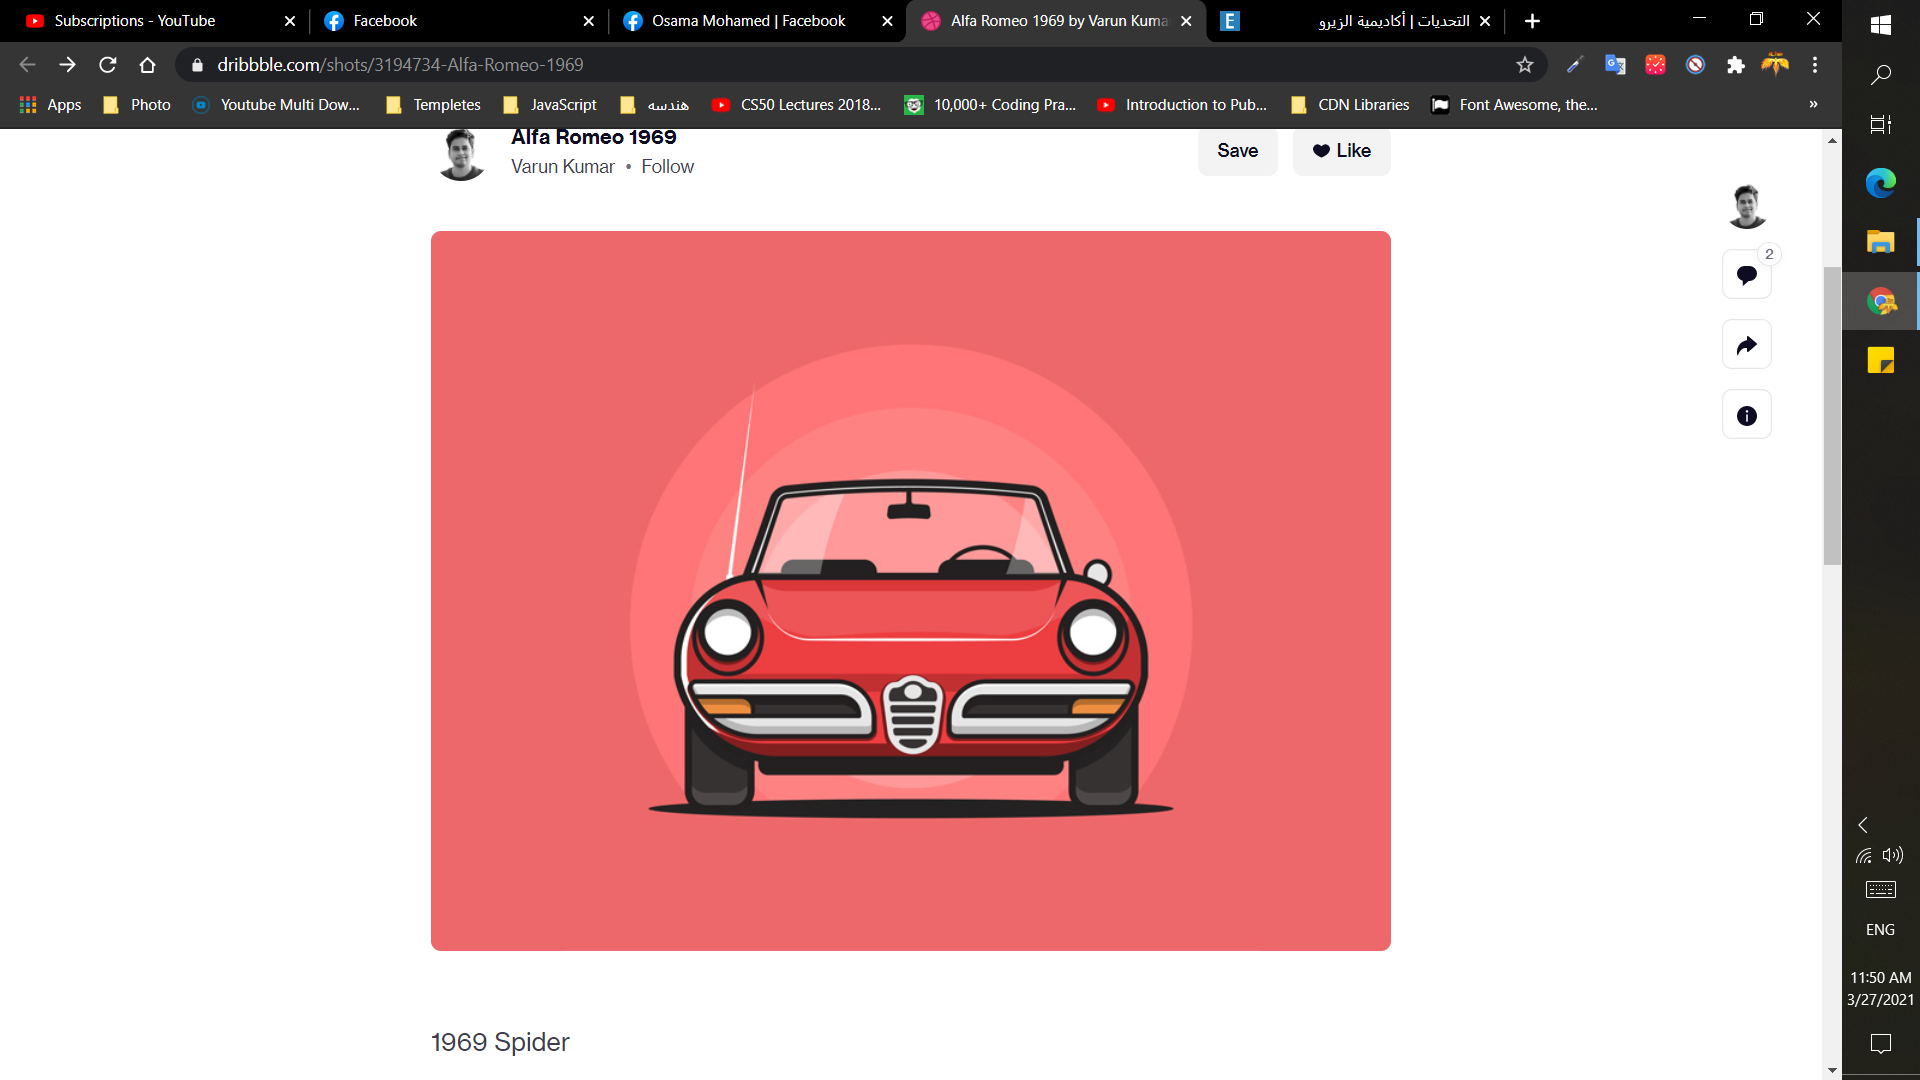 Subscriptions - YouTube
Facebook
Osama Mohamed | Facebook
Alfa Romeo 1969 by Varun Kuma
التحديات | أكاديمية الزيرو
dribbble.com/shots/3194734-Alfa-Romeo-1969
Apps
Photo
Youtube Multi Dow...
Templetes
JavaScript
هندسه
CS50 Lectures 2018...
10,000+ Coding Pra...
Introduction to Pub...
CDN Libraries
Font Awesome, the...
»
Alfa Romeo 1969
Varun Kumar • Follow
Save
Like
2
1969 Spider
ENG
11:50 AM
3/27/2021